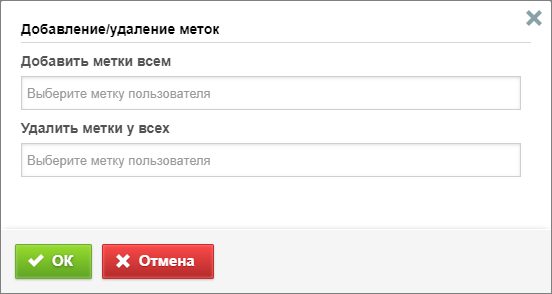 Добавление/удаление меток
Добавить метки всем
Выберите метку пользователя
Удалить метки у всех
Выберите метку пользователя
ОК
Отмена